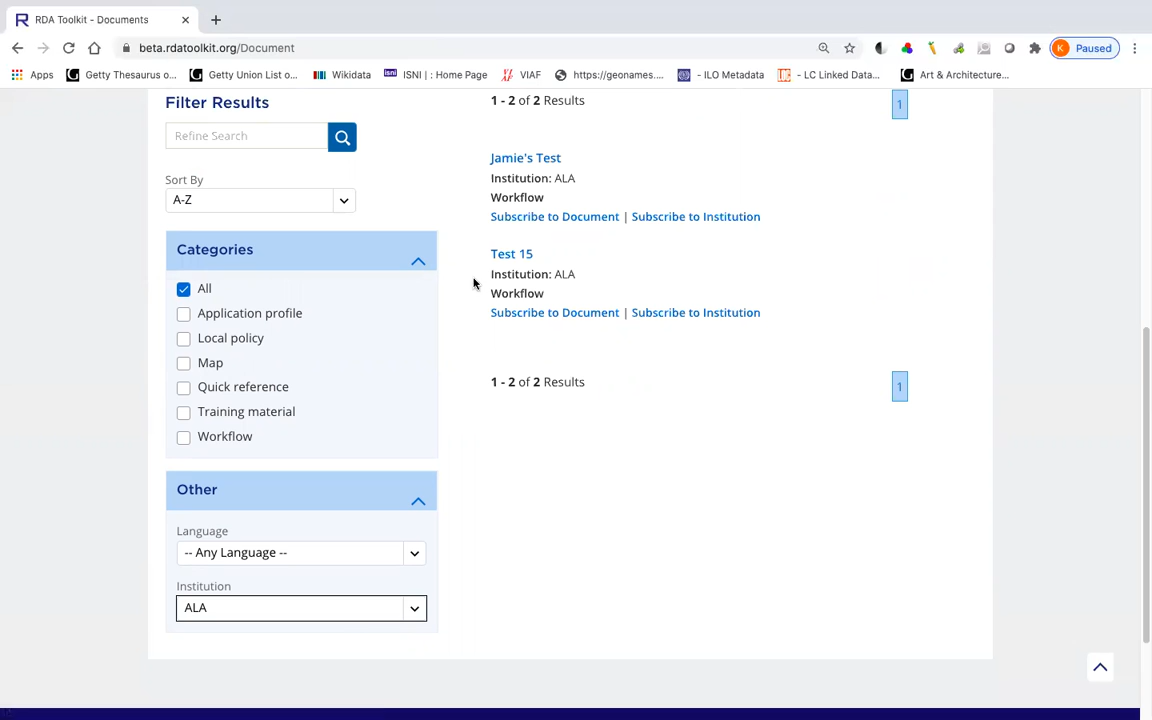 RDA Toolkit - Documents
beta.rdatoolkit.org/Document
K Paused
Apps
Getty Thesaurus o...
Getty Union List o...
Wikidata
ISNI | : Home Page
VIAF
https://geonames....
- ILO Metadata
- LC Linked Data...
Art & Architecture...
Filter Results
Refine Search
Sort By
A-Z
Categories
All
Application profile
Local policy
Map
Quick reference
Training material
Workflow
Other
Language
-- Any Language --
Institution
ALA
1 - 2 of 2 Results
1
Jamie's Test
Institution: ALA
Workflow
Subscribe to Document | Subscribe to Institution
Test 15
Institution: ALA
Workflow
Subscribe to Document | Subscribe to Institution
1 - 2 of 2 Results
1